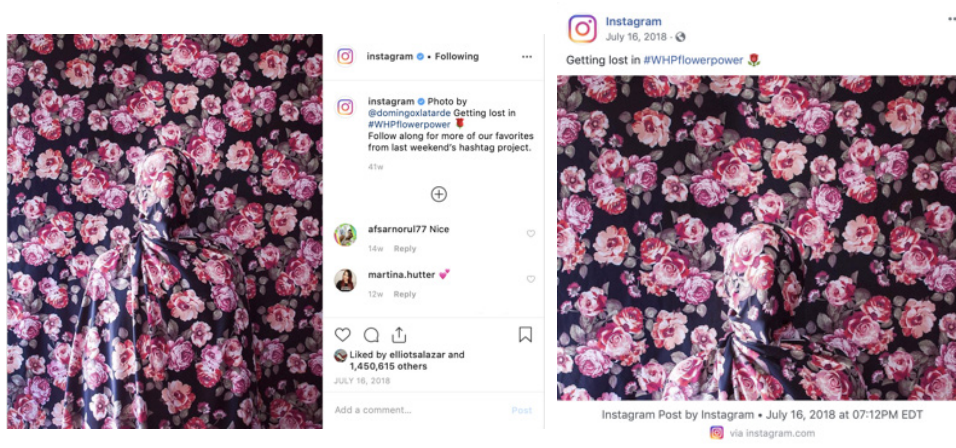 instagram • Following
instagram Photo by
@domingoxlatarde Getting lost in
#WHPflowerpower 🌹
Follow along for more of our favorites
from last weekend's hashtag project.
41w
afsarnorul77 Nice
14w Reply
martina.hutter 💕
12w Reply
Liked by elliotsalazar and
1,450,615 others
JULY 16, 2018
Add a comment...
Post
Instagram
July 16, 2018 ·
Getting lost in #WHPflowerpower 🌹
Instagram Post by Instagram • July 16, 2018 at 07:12PM EDT
via instagram.com